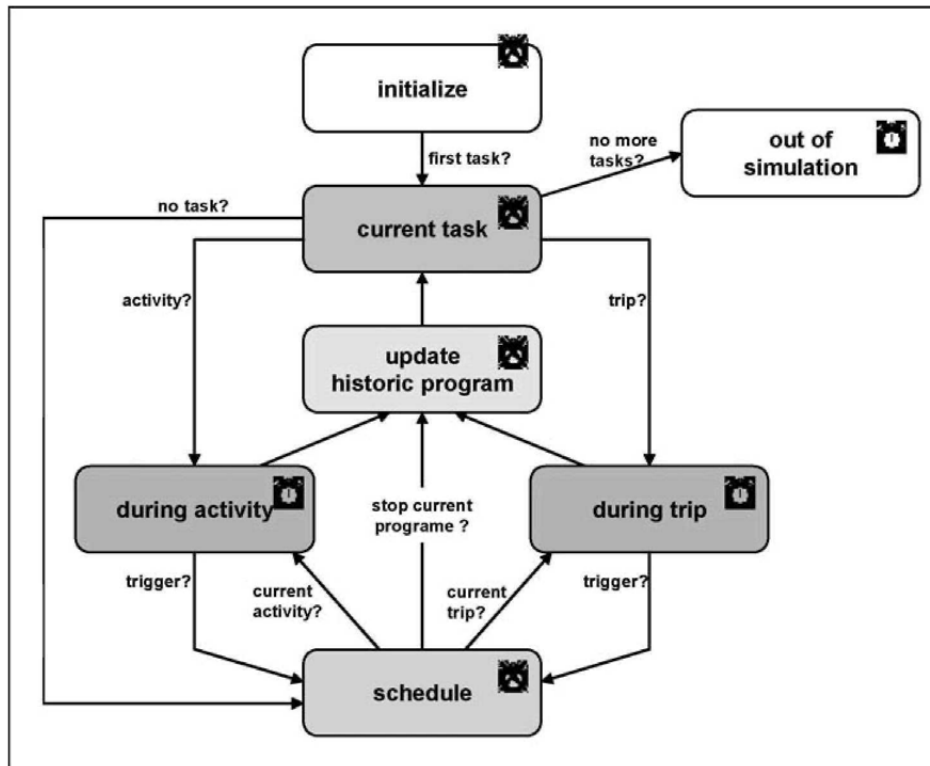 initialize
first task?
no more
tasks?
out of
simulation
no task?
current task
activity?
trip?
update
historic program
during activity
stop current
programe ?
during trip
trigger?
current
activity?
current
trip?
trigger?
schedule